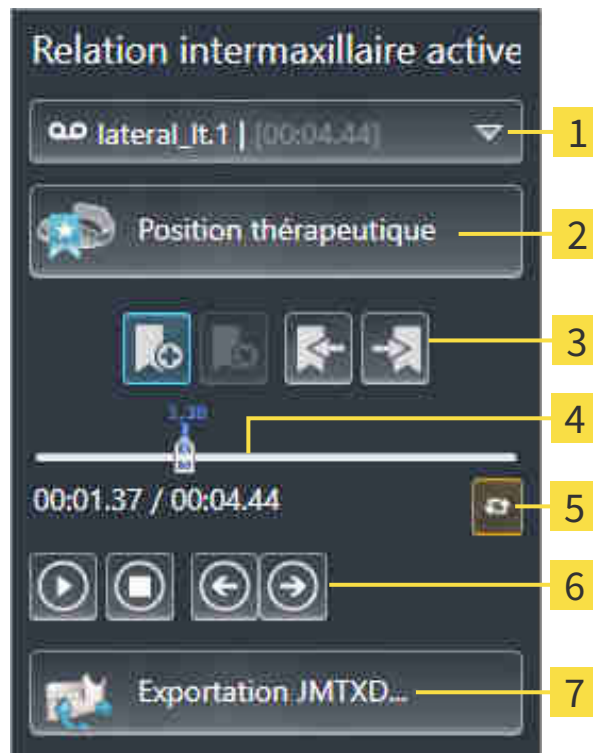 Relation intermaxillaire active
lateral_lt.1 | [00:04.44]
1
Position thérapeutique
2
3
4
00:01.37 / 00:04.44
5
6
Exportation JMTXD...
7